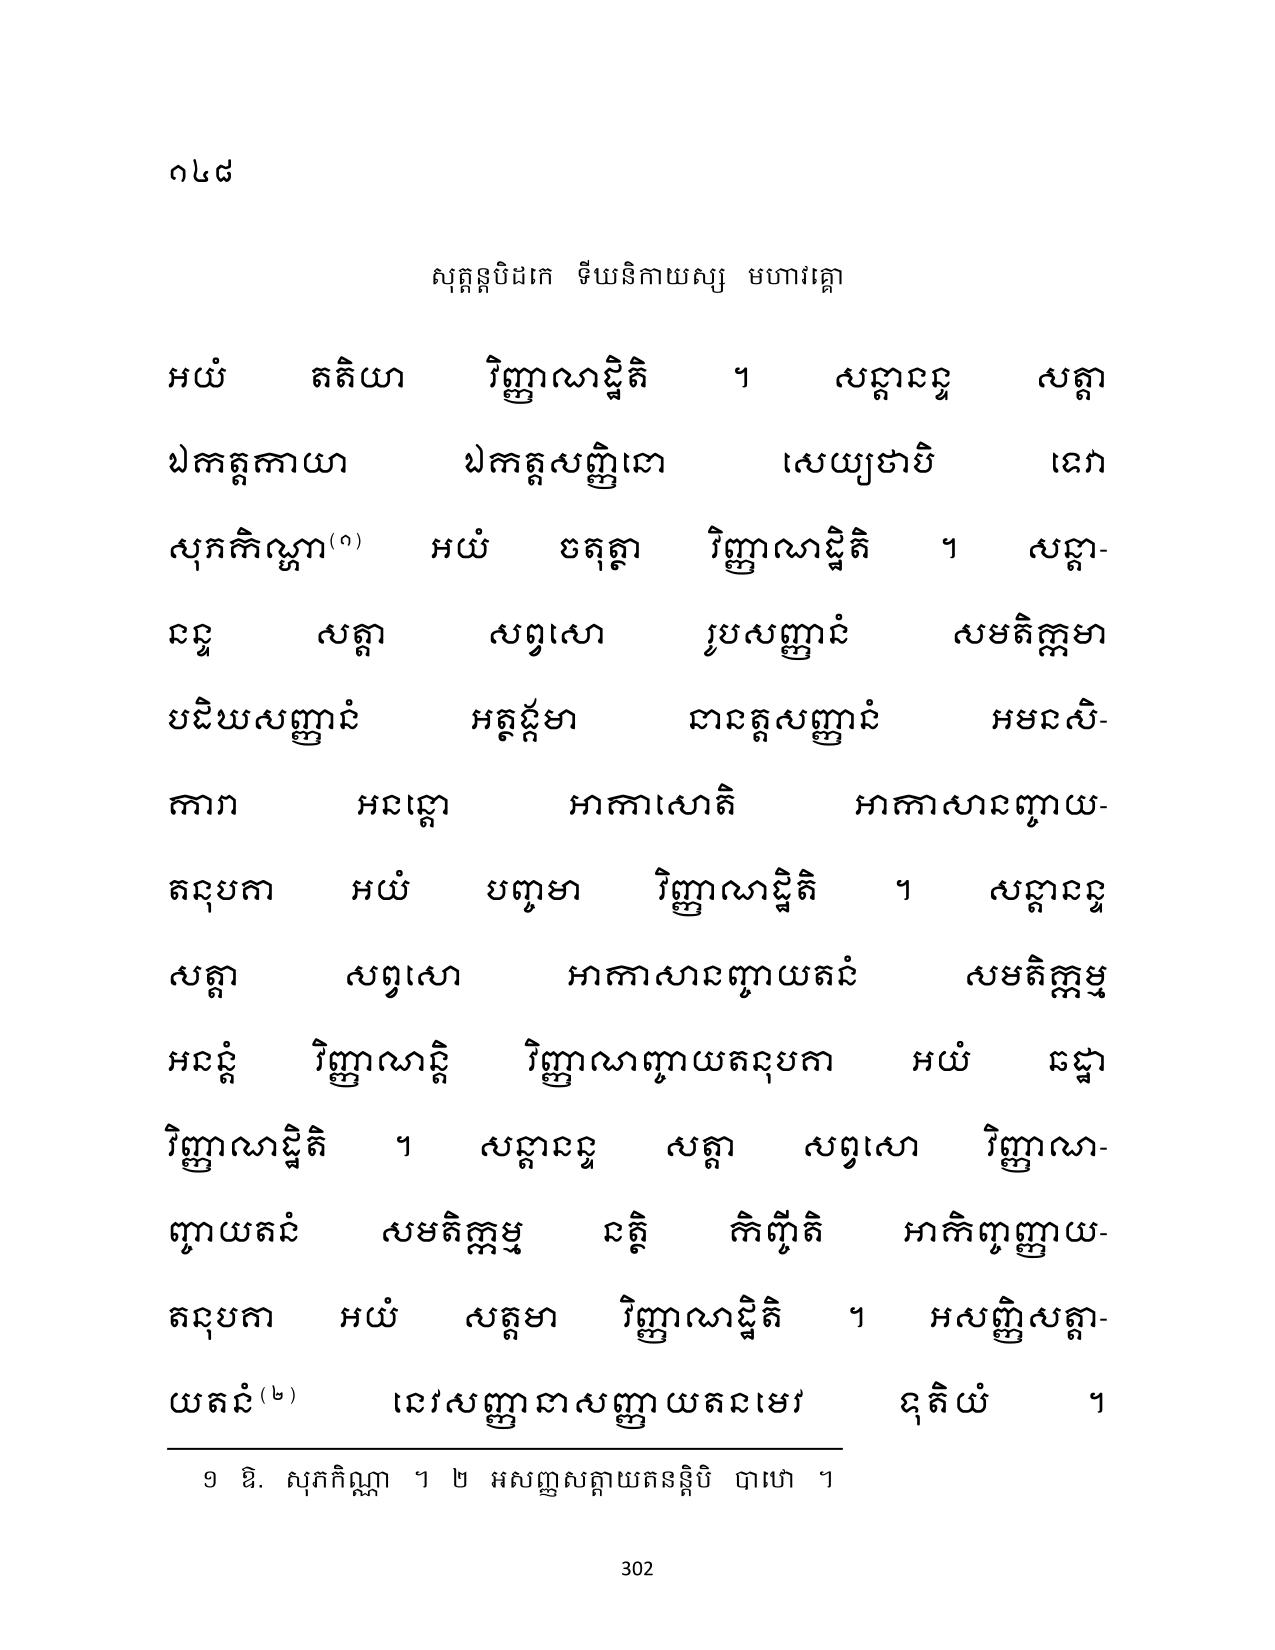 ១៤៨
សុត្តន្តបិដកេ ទីឃនិកាយស្ស មហាវគ្គោ
អយំ តតិយា វិញ្ញាណដ្ឋិតិ ។ សន្តានន្ទ សត្តា
ឯកត្តកាយា ឯកត្តសញ្ញិនោ សេយ្យថាបិ ទេវា
សុភកិណ្ហា(១) អយំ ចតុត្ថា វិញ្ញាណដ្ឋិតិ ។ សន្តា-
នន្ទ សត្តា សព្វសោ រូបសញ្ញានំ សមតិក្កមា
បដិឃសញ្ញានំ អត្ថង្គមា នានត្តសញ្ញានំ អមនសិ-
ការា អនន្តោ អាកាសោតិ អាកាសានញ្ចាយ-
តនុបគា អយំ បញ្ចមា វិញ្ញាណដ្ឋិតិ ។ សន្តានន្ទ
សត្តា សព្វសោ អាកាសានញ្ចាយតនំ សមតិក្កម្ម
អនន្តំ វិញ្ញាណន្តិ វិញ្ញាណញ្ចាយតនុបគា អយំ ឆដ្ឋា
វិញ្ញាណដ្ឋិតិ ។ សន្តានន្ទ សត្តា សព្វសោ វិញ្ញាណ-
ញ្ចាយតនំ សមតិក្កម្ម នត្ថិ កិញ្ចីតិ អាកិញ្ចញ្ញាយ-
តនុបគា អយំ សត្តមា វិញ្ញាណដ្ឋិតិ ។ អសញ្ញិសត្តា-
យតនំ(២) នេវសញ្ញានាសញ្ញាយតនមេវ ទុតិយំ ។
១ ឱ. សុភកិណ្ណា ។ ២ អសញ្ញសត្តាយតនន្តិបិ បាឋោ ។
302